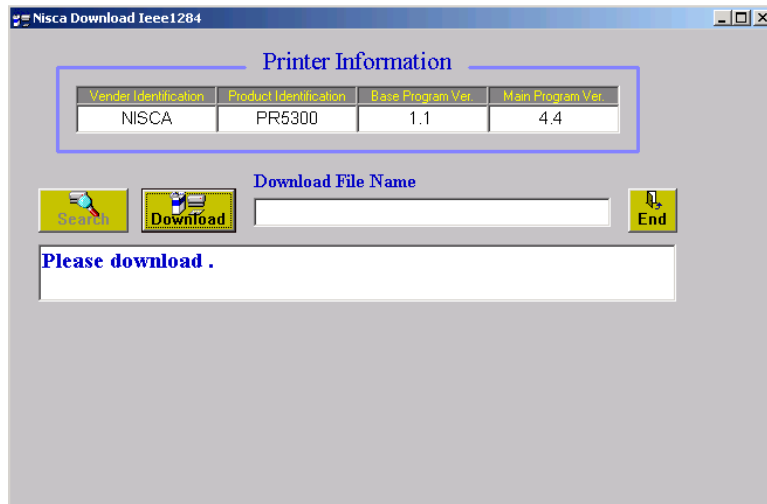 Nisca Download Ieee1284
Printer Information
Vender Identification Product Identification Base Program Ver. Main Program Ver.
NISCA PR5300 1.1 4.4
Download File Name
Search Download End
Please download .